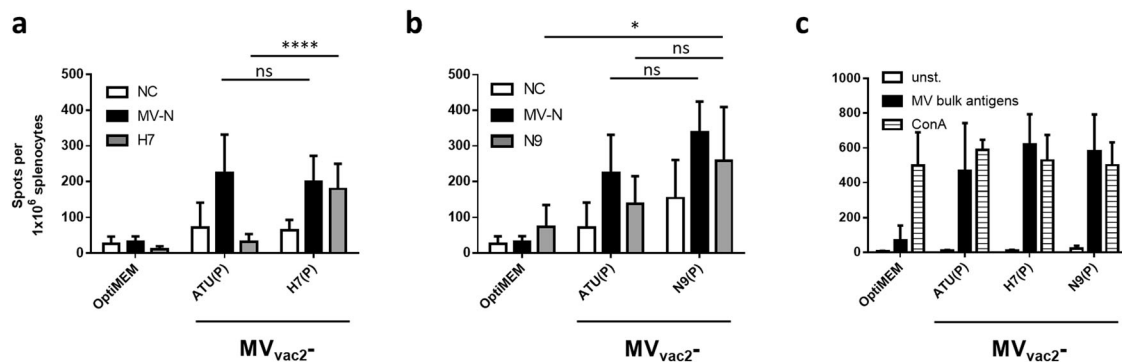 a
****
ns
500
400
300
200
100
0
NC
MV-N
H7
Spots per
1x10⁶ splenocytes
OptiMEM
ATU(P)
H7(P)
MVvac2-
b
*
ns
ns
500
400
300
200
100
0
NC
MV-N
N9
OptiMEM
ATU(P)
N9(P)
MVvac2-
c
1000
800
600
400
200
0
unst.
MV bulk antigens
ConA
OptiMEM
ATU(P)
H7(P)
N9(P)
MVvac2-